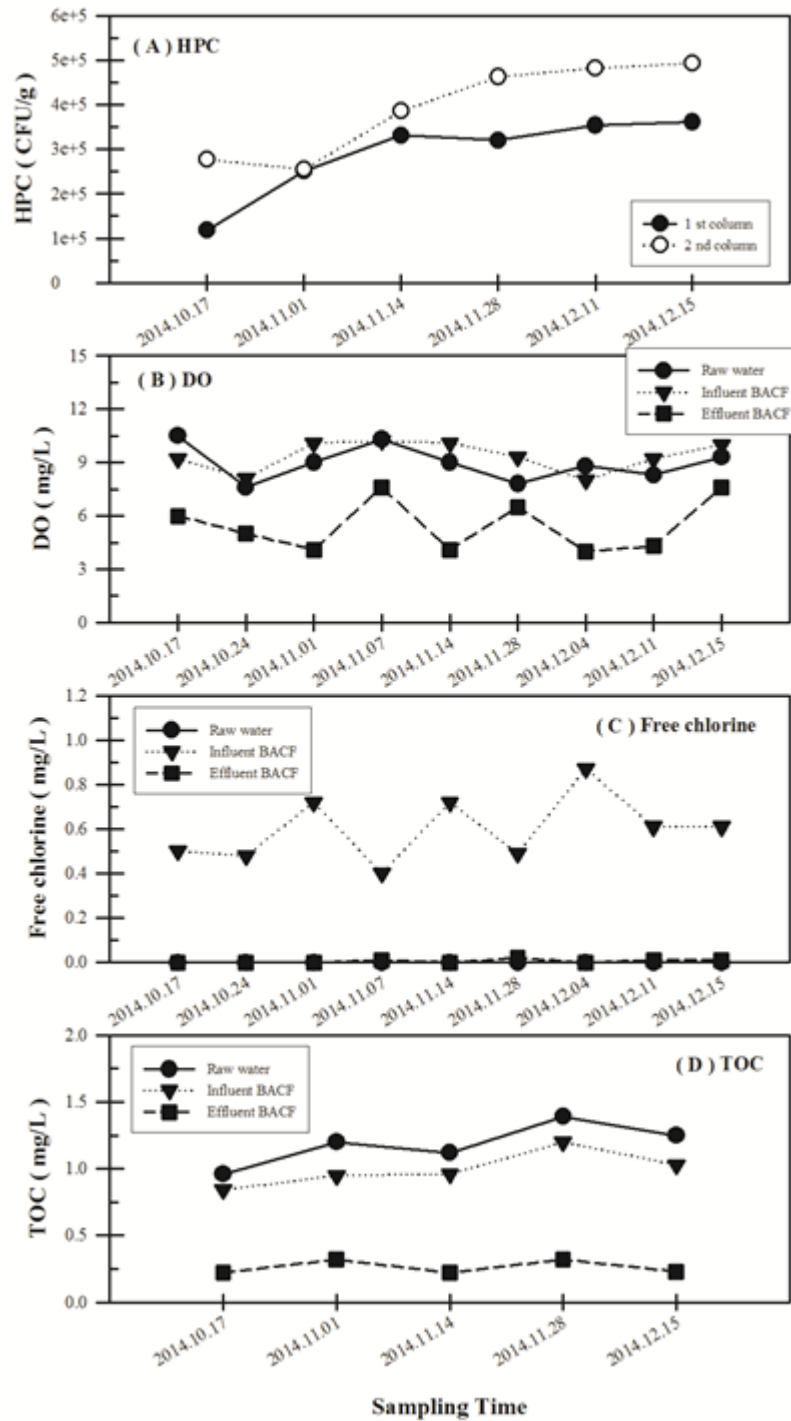 ( A ) HPC
HPC ( CFU/g )
6e+5
5e+5
4e+5
3e+5
2e+5
1e+5
0
1 st column
2 nd column
2014.10.17
2014.11.01
2014.11.14
2014.11.28
2014.12.11
2014.12.15
( B ) DO
DO ( mg/L )
15
12
9
6
3
0
Raw water
Influent BACF
Effluent BACF
2014.10.17
2014.10.24
2014.11.01
2014.11.07
2014.11.14
2014.11.28
2014.12.04
2014.12.11
2014.12.15
( C ) Free chlorine
Free chlorine ( mg/L )
1.2
1.0
0.8
0.6
0.4
0.2
0.0
Raw water
Influent BACF
Effluent BACF
2014.10.17
2014.10.24
2014.11.01
2014.11.07
2014.11.14
2014.11.28
2014.12.04
2014.12.11
2014.12.15
( D ) TOC
TOC ( mg/L )
2.0
1.5
1.0
0.5
0.0
Raw water
Influent BACF
Effluent BACF
2014.10.17
2014.11.01
2014.11.14
2014.11.28
2014.12.15
Sampling Time